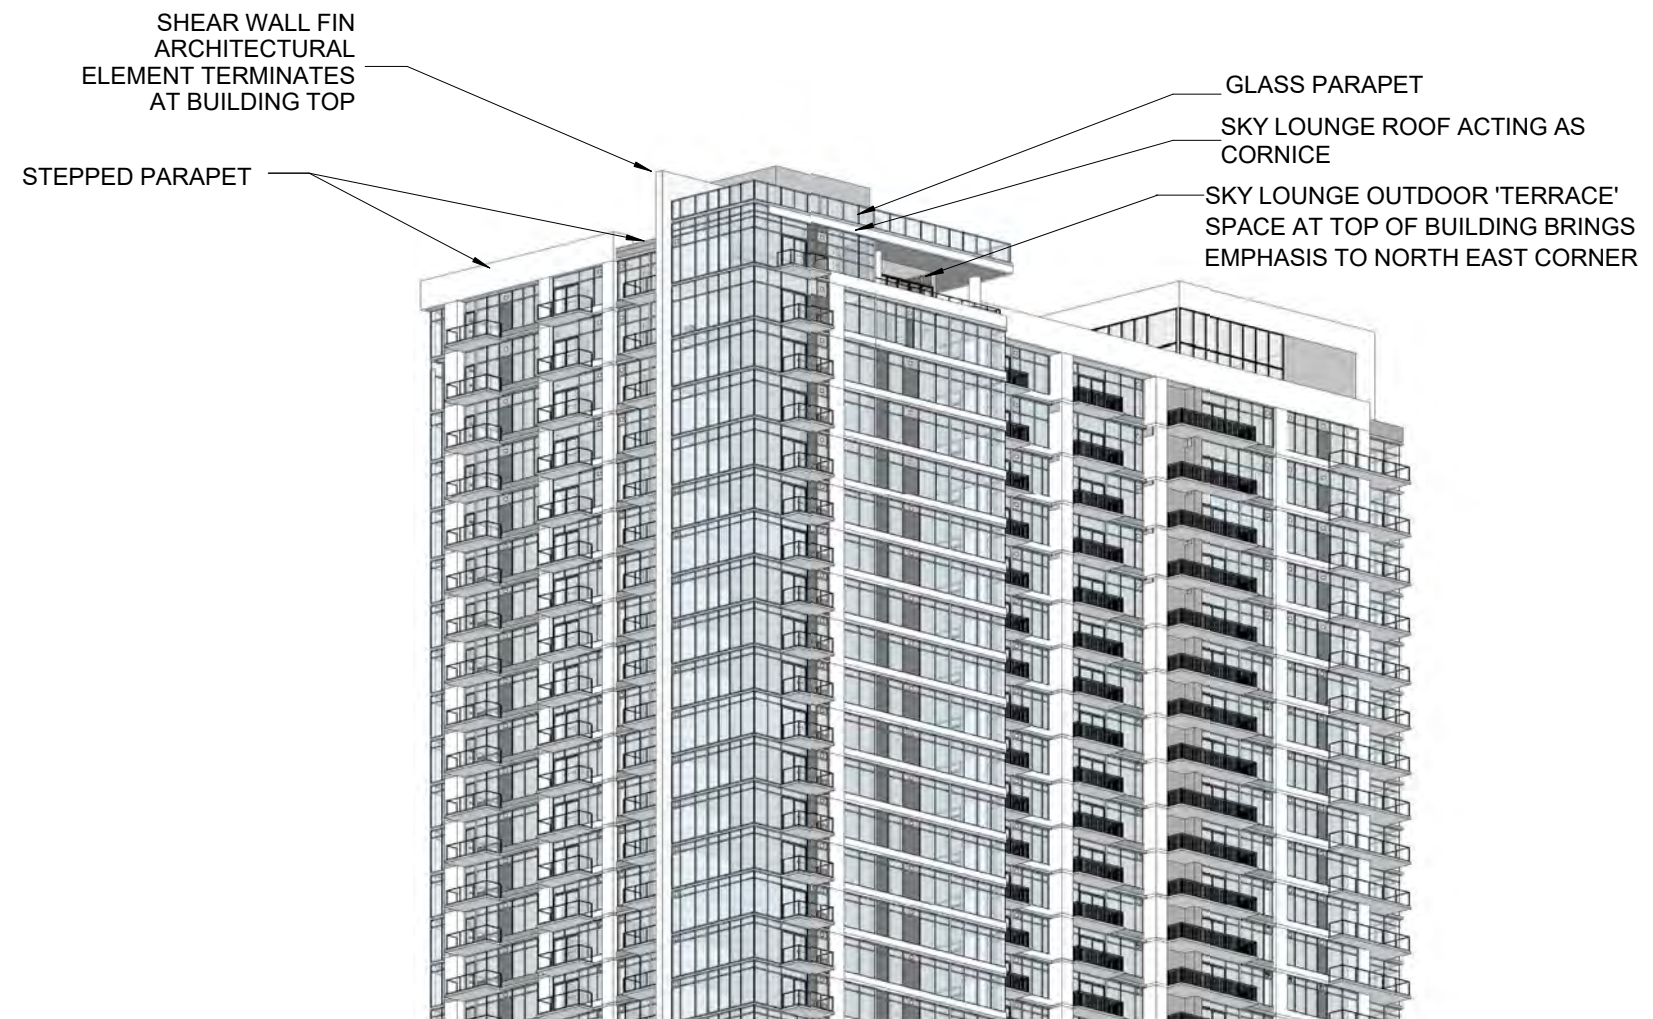 SHEAR WALL FIN
ARCHITECTURAL
ELEMENT TERMINATES
AT BUILDING TOP
STEPPED PARAPET
GLASS PARAPET
SKY LOUNGE ROOF ACTING AS
CORNICE
SKY LOUNGE OUTDOOR 'TERRACE'
SPACE AT TOP OF BUILDING BRINGS
EMPHASIS TO NORTH EAST CORNER